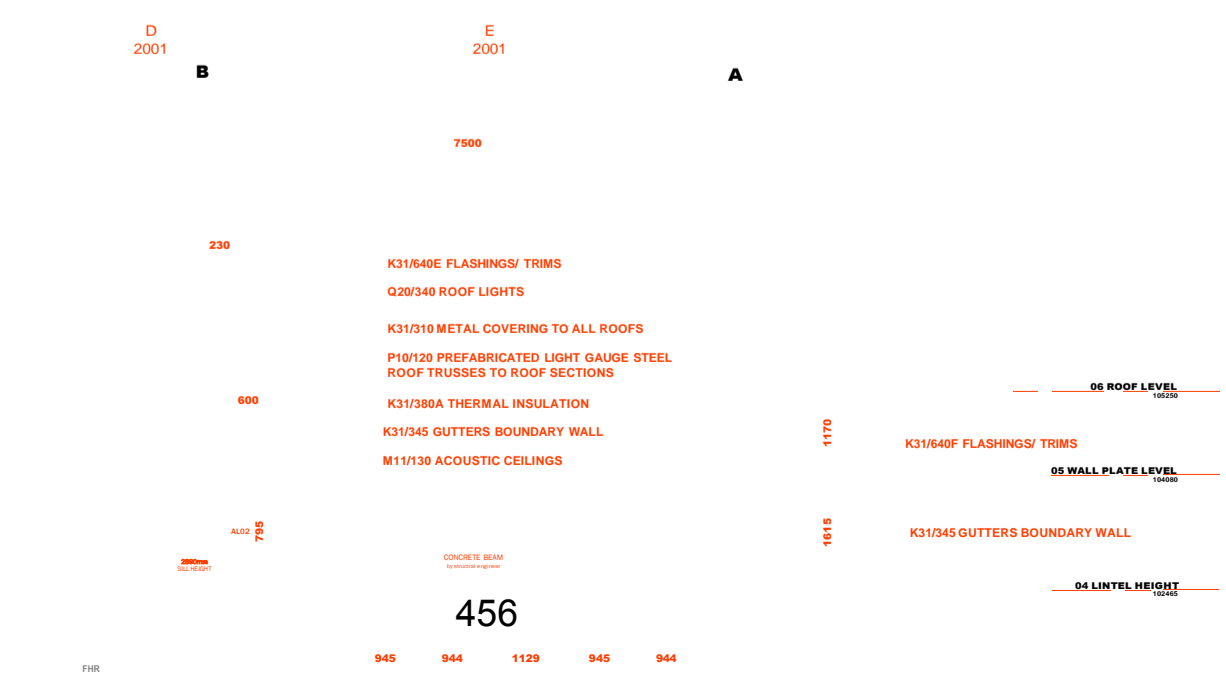 D
2001
E
2001
B
A
7500
230
K31/640E FLASHINGS/ TRIMS
Q20/340 ROOF LIGHTS
K31/310 METAL COVERING TO ALL ROOFS
P10/120 PREFABRICATED LIGHT GAUGE STEEL
ROOF TRUSSES TO ROOF SECTIONS
06 ROOF LEVEL
105250
600
K31/380A THERMAL INSULATION
K31/345 GUTTERS BOUNDARY WALL
1170
K31/640F FLASHINGS/ TRIMS
M11/130 ACOUSTIC CEILINGS
05 WALL PLATE LEVEL
104080
AL02
795
1615
K31/345 GUTTERS BOUNDARY WALL
CONCRETE BEAM
by structral engineer
SILL HEIGHT
04 LINTEL HEIGHT
102465
456
945 944 1129 945 944
FHR